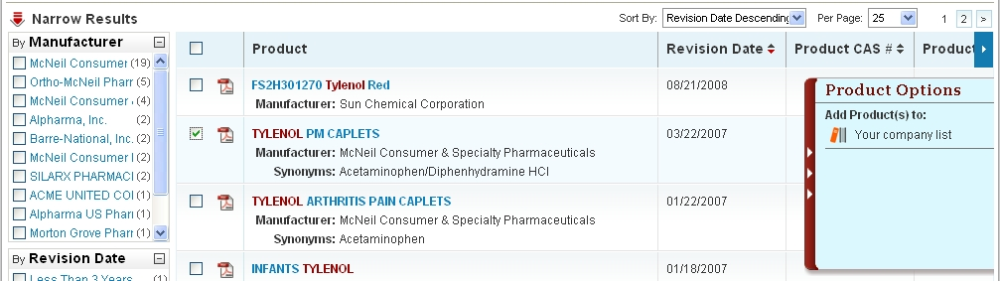 Narrow Results
Sort By: Revision Date Descending Per Page: 25 1 2 >
By Manufacturer
McNeil Consumer (19)
Ortho-McNeil Pharr (5)
McNeil Consumer (4)
Alpharma, Inc. (2)
Barre-National, Inc. (2)
McNeil Consumer (2)
SILARX PHARMACI (2)
ACME UNITED COI (1)
Alpharma US Phari (1)
Morton Grove Pharr (1)
By Revision Date
Less Than 3 Years (1)
Product Revision Date Product CAS # Product
FS2H301270 Tylenol Red 08/21/2008
Manufacturer: Sun Chemical Corporation
TYLENOL PM CAPLETS 03/22/2007
Manufacturer: McNeil Consumer & Specialty Pharmaceuticals
Synonyms: Acetaminophen/Diphenhydramine HCl
TYLENOL ARTHRITIS PAIN CAPLETS 01/22/2007
Manufacturer: McNeil Consumer & Specialty Pharmaceuticals
Synonyms: Acetaminophen
INFANTS TYLENOL 01/18/2007
Product Options
Add Product(s) to:
Your company list